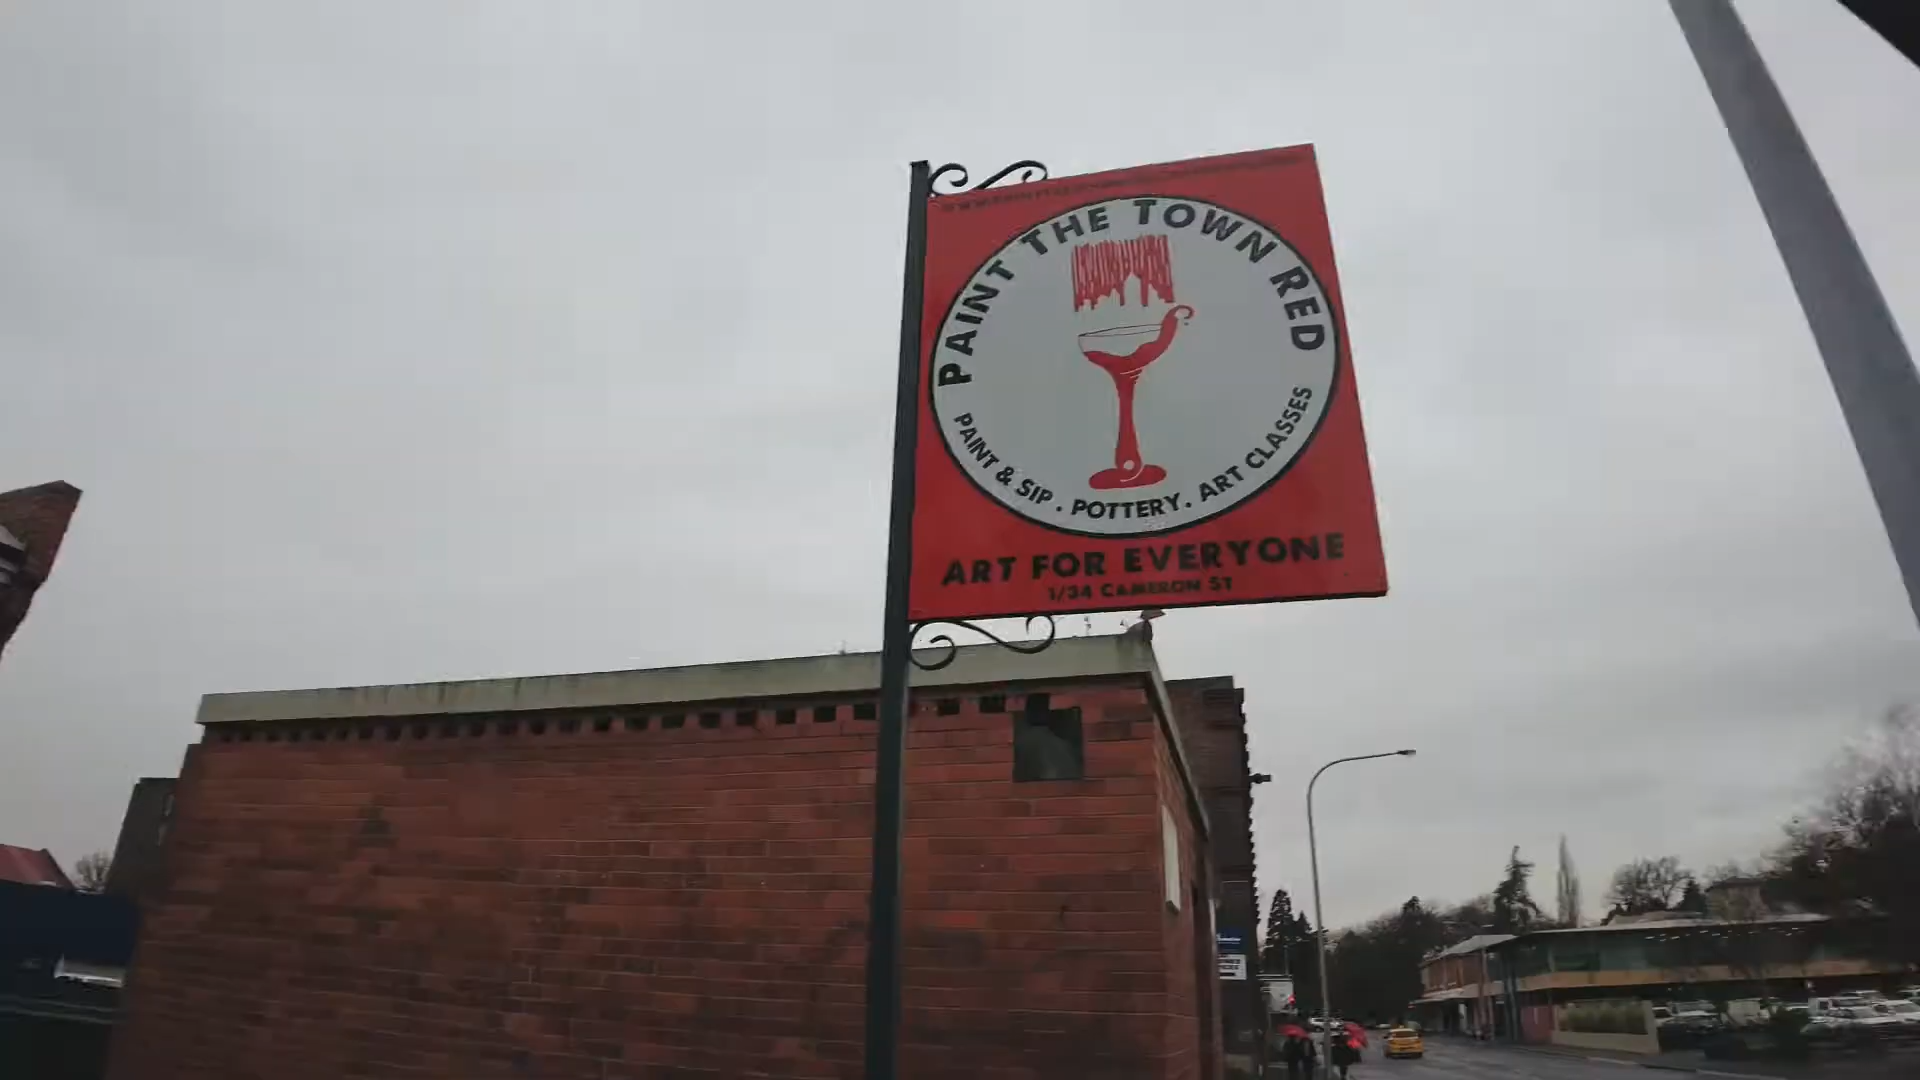 PAINT THE TOWN RED
PAINT & SIP . POTTERY . ART CLASSES
ART FOR EVERYONE
1/34 CAMERON ST